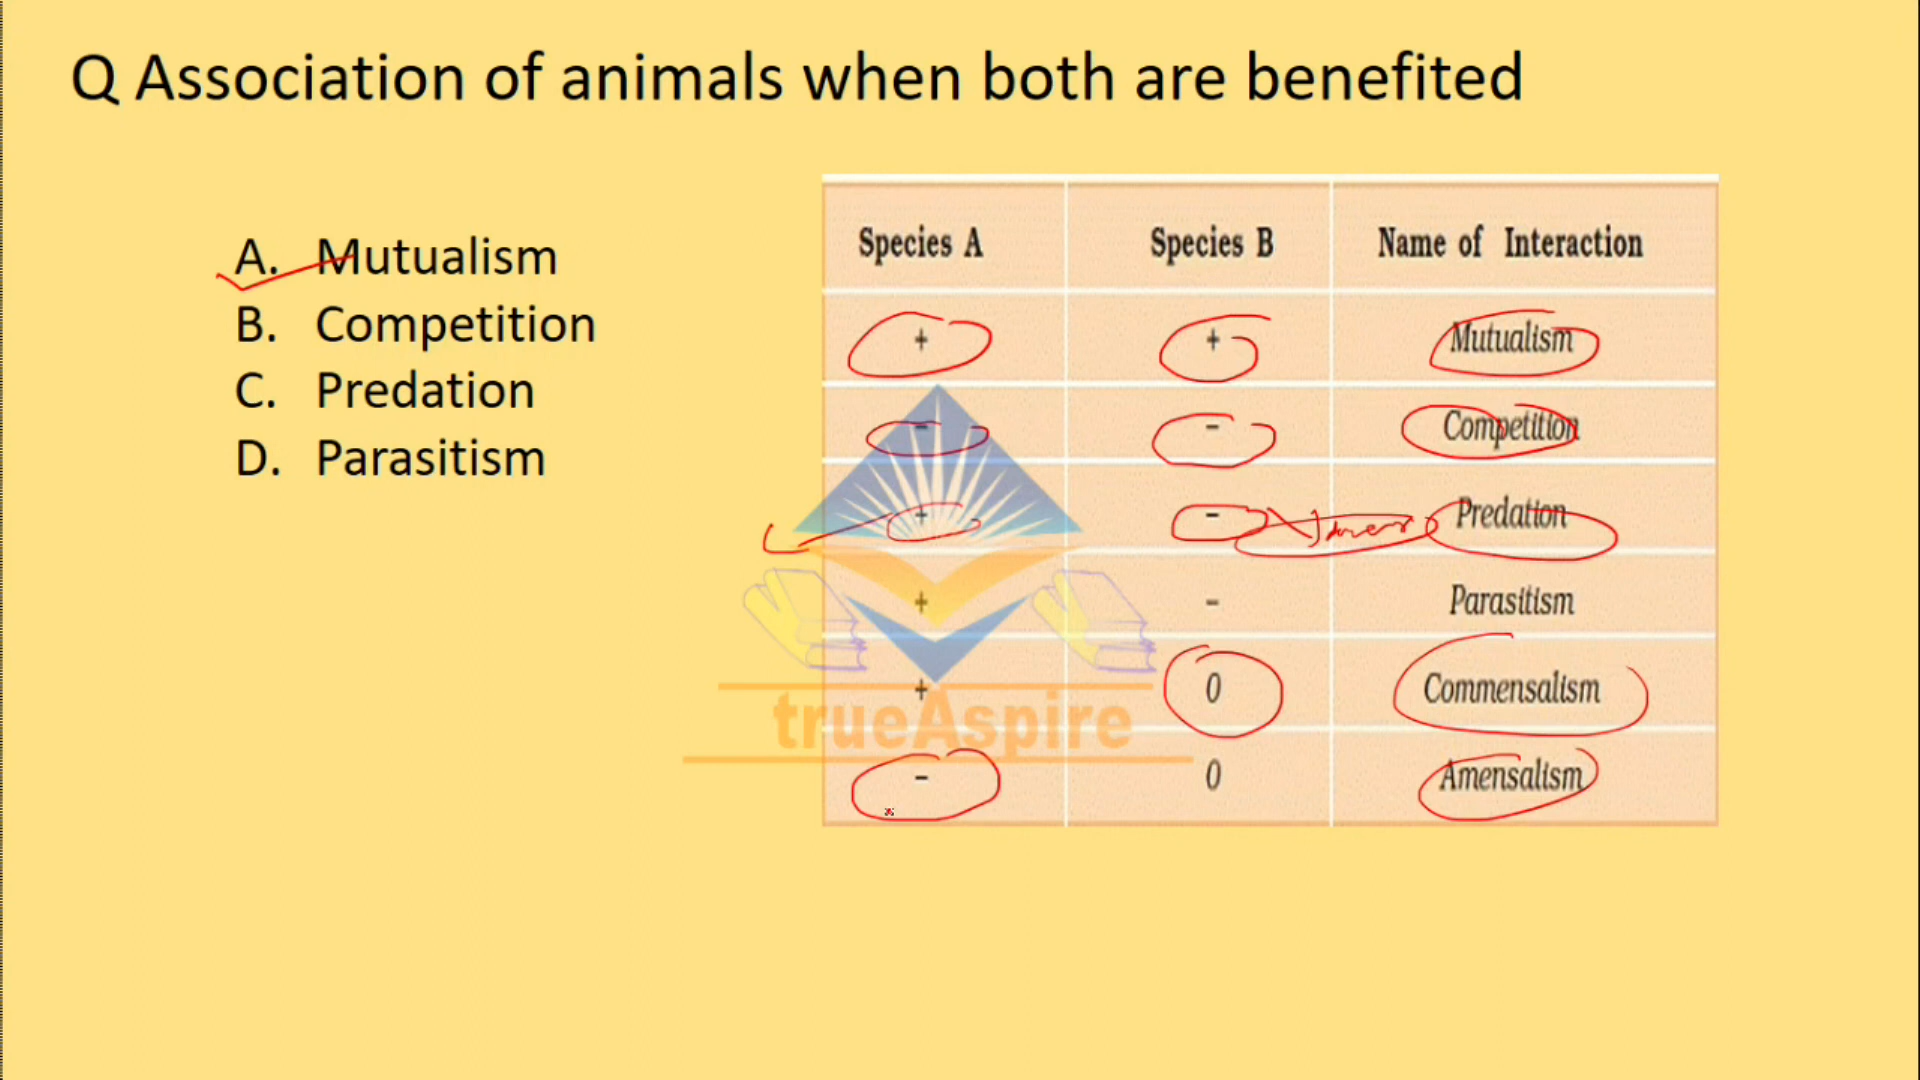 Q Association of animals when both are benefited
A. Mutualism
B. Competition
C. Predation
D. Parasitism
Species A Species B Name of Interaction
+ + Mutualism
– – Competition
+ – Predation
+ – Parasitism
+ 0 Commensalism
– 0 Amensalism
trueAspire